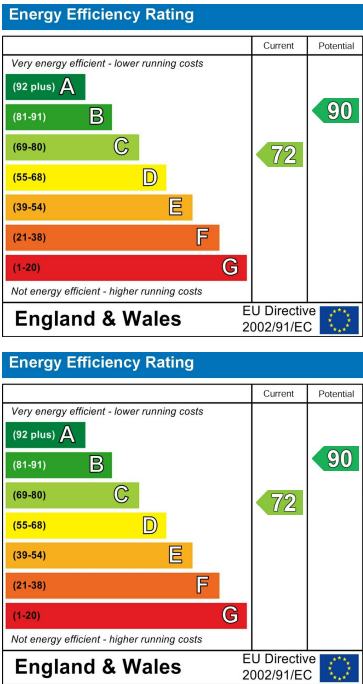 Energy Efficiency Rating
Current Potential
Very energy efficient - lower running costs
(92 plus) A
(81-91) B
90
(69-80) C
72
(55-68) D
(39-54) E
(21-38) F
(1-20) G
Not energy efficient - higher running costs
England & Wales
EU Directive
2002/91/EC
Energy Efficiency Rating
Current Potential
Very energy efficient - lower running costs
(92 plus) A
(81-91) B
90
(69-80) C
72
(55-68) D
(39-54) E
(21-38) F
(1-20) G
Not energy efficient - higher running costs
England & Wales
EU Directive
2002/91/EC